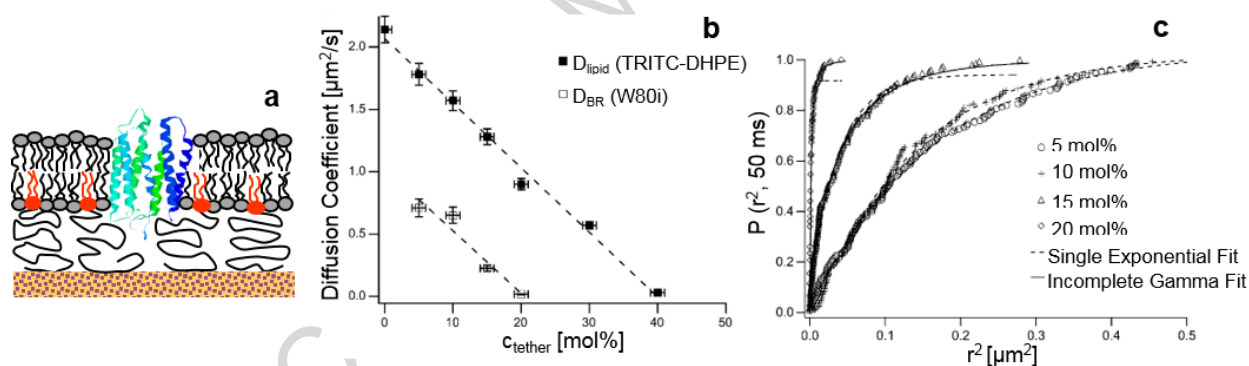 a
b
Diffusion Coefficient [µm²/s]
2.0
1.5
1.0
0.5
0.0
D_lipid (TRITC-DHPE)
D_BR (W80i)
0
10
20
30
40
50
c_tether [mol%]
c
P (r², 50 ms)
1.0
0.8
0.6
0.4
0.2
0.0
5 mol%
10 mol%
15 mol%
20 mol%
Single Exponential Fit
Incomplete Gamma Fit
0.0
0.1
0.2
0.3
0.4
0.5
r² [µm²]